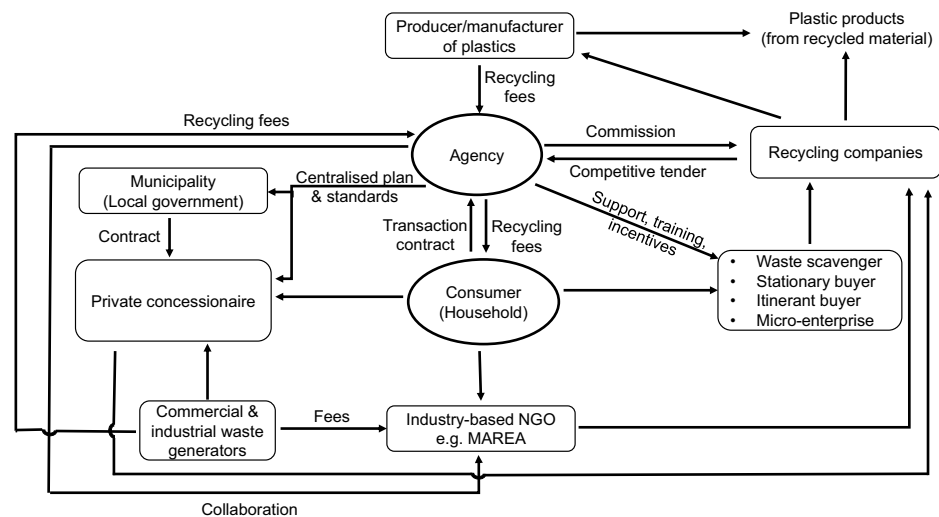 Producer/manufacturer
of plastics
Plastic products
(from recycled material)
Recycling
fees
Recycling fees
Agency
Commission
Competitive tender
Recycling companies
Municipality
(Local government)
Centralised plan
& standards
Contract
Transaction
contract
Recycling
fees
Support, training,
incentives
Private concessionaire
Consumer
(Household)
• Waste scavenger
• Stationary buyer
• Itinerant buyer
• Micro-enterprise
Commercial &
industrial waste
generators
Fees
Industry-based NGO
e.g. MAREA
Collaboration